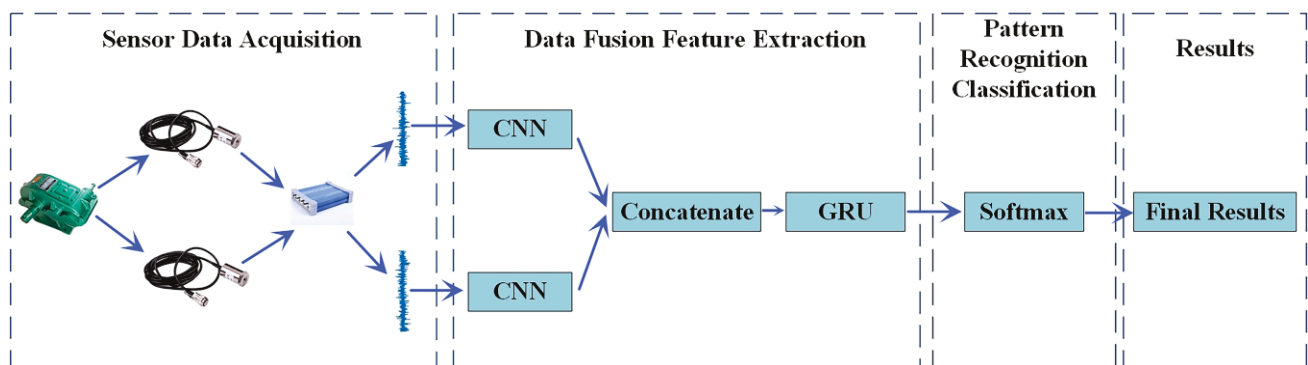 Sensor Data Acquisition
Data Fusion Feature Extraction
Pattern
Recognition
Classification
Results
CNN
Concatenate
GRU
Softmax
Final Results
CNN